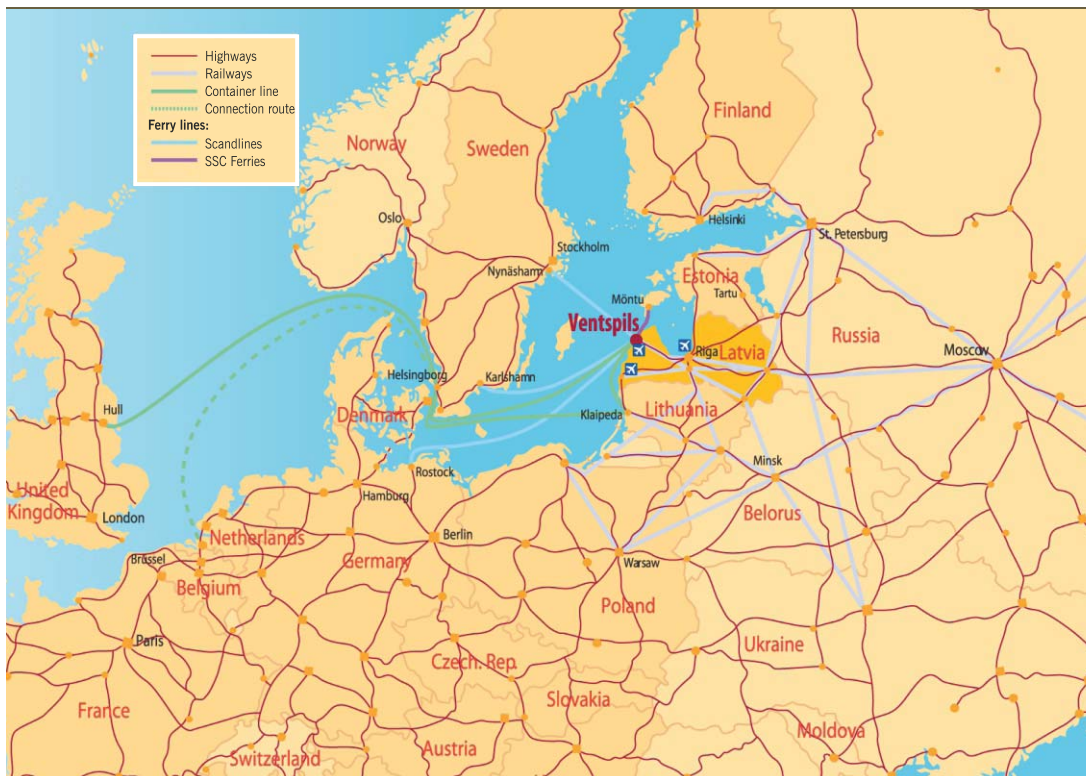 Highways
Railways
Container line
Connection route
Ferry lines:
Scandlines
SSC Ferries
Norway
Sweden
Finland
Oslo
Helsinki
St. Petersburg
Stockholm
Nynäshamn
Estonia
Tartu
Möntu
Ventspils
Riga
Latvia
Russia
Moscow
Helsingborg
Karlshamn
Denmark
Hull
Klaipeda
Lithuania
Rostock
Minsk
Hamburg
United
Kingdom
London
Netherlands
Berlin
Belorus
Brüssel
Belgium
Germany
Warsaw
Poland
Paris
Ukraine
Czech. Rep
Slovakia
France
Moldova
Switzerland
Austria